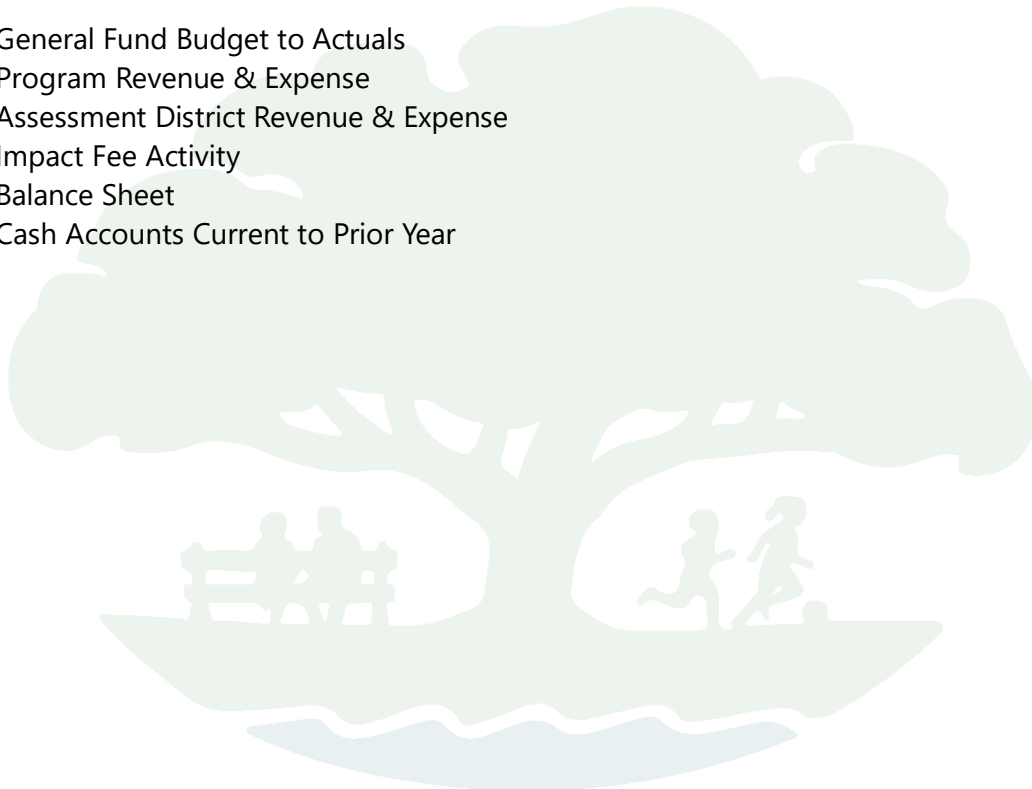 General Fund Budget to Actuals
Program Revenue & Expense
Assessment District Revenue & Expense
Impact Fee Activity
Balance Sheet
Cash Accounts Current to Prior Year